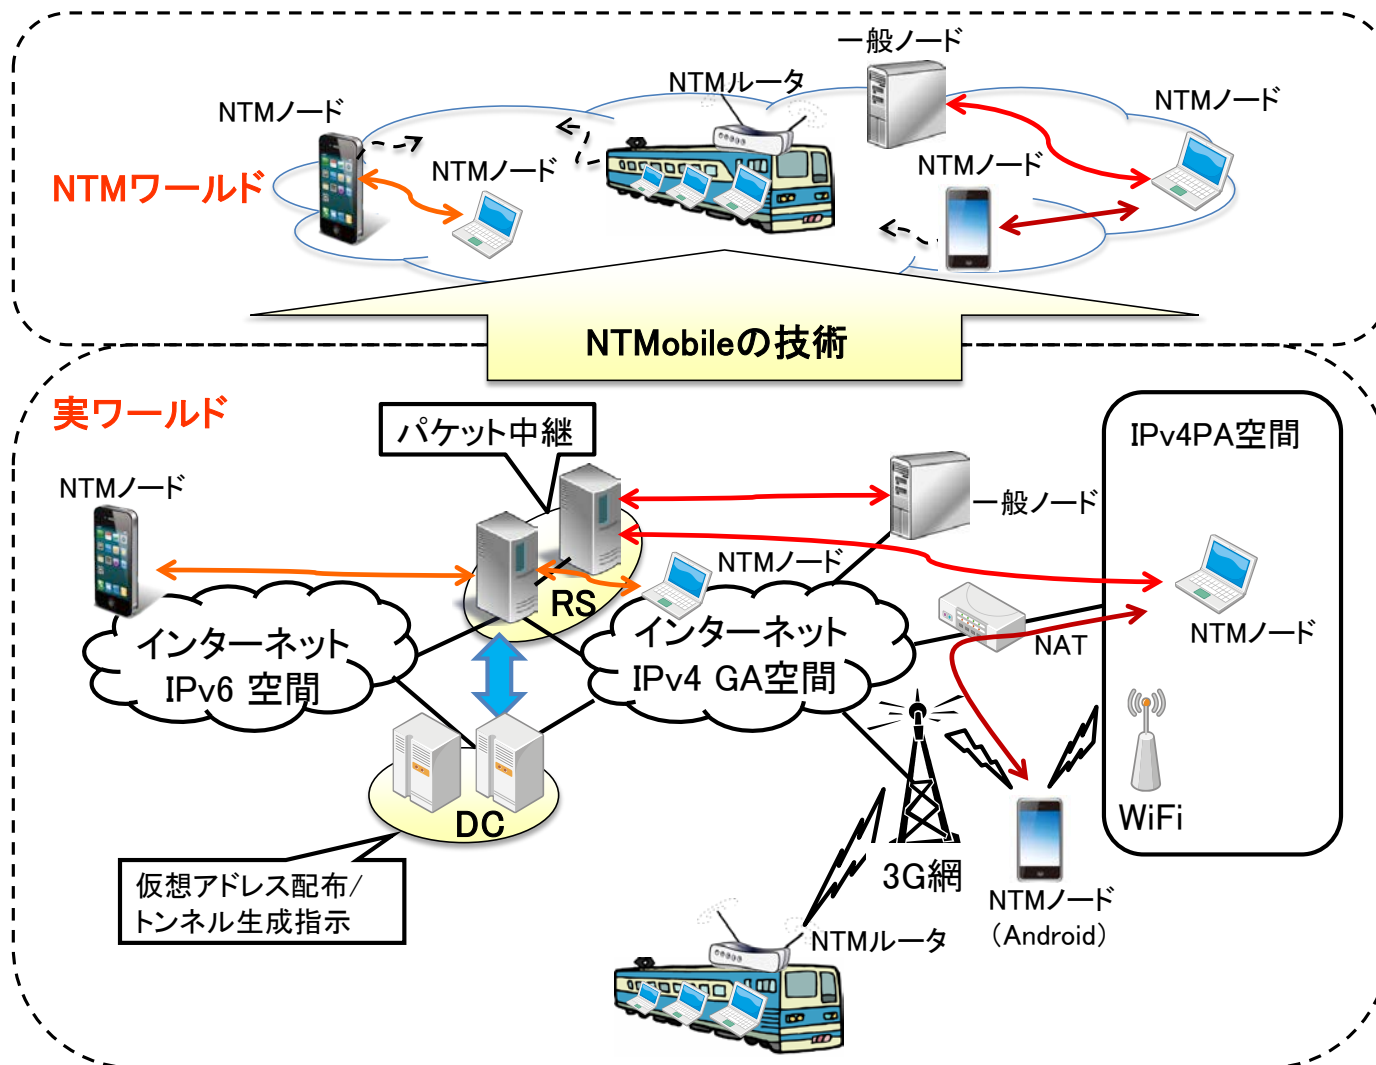 一般ノード
NTMルータ
NTMノード
NTMノード
NTMノード
NTMノード
NTMワールド
NTMobileの技術
実ワールド
パケット中継
IPv4PA空間
NTMノード
一般ノード
NTMノード
RS
インターネット
IPv6 空間
インターネット
IPv4 GA空間
NAT
NTMノード
WiFi
DC
3G網
仮想アドレス配布/
トンネル生成指示
NTMノード
（Android）
NTMルータ